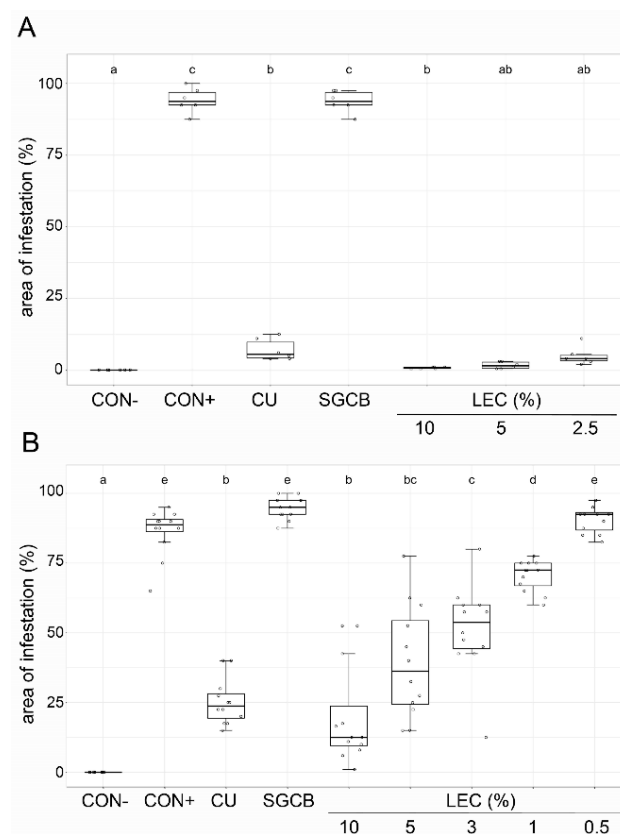 A
a c b c b ab ab
100
75
50
25
0
area of infestation (%)
CON- CON+ CU SGCB LEC (%)
10 5 2.5
B
a e b e b bc c d e
100
75
50
25
0
area of infestation (%)
CON- CON+ CU SGCB LEC (%)
10 5 3 1 0.5